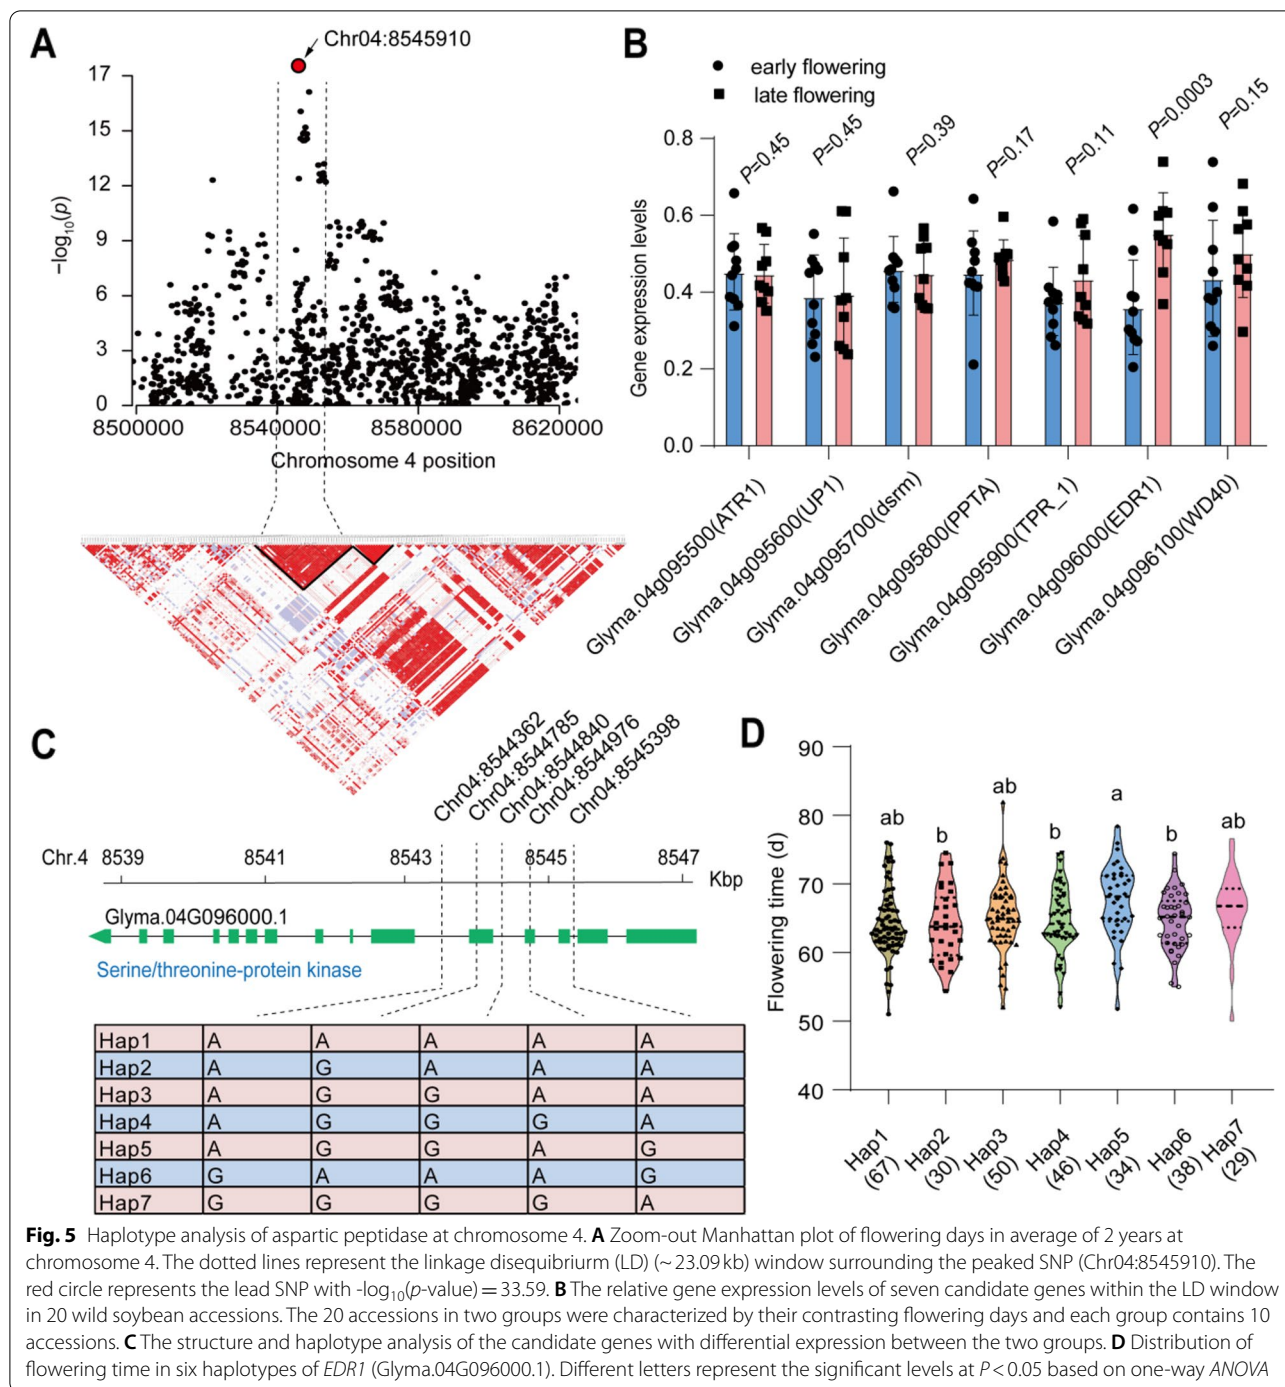 A
Chr04:8545910
17
15
12
9
6
3
0
−log10(p)
8500000 8540000 8580000 8620000
Chromosome 4 position
B
early flowering
late flowering
P=0.45 P=0.45 P=0.39 P=0.17 P=0.11 P=0.0003 P=0.15
0.8
0.6
0.4
0.2
0.0
Gene expression levels
Glyma.04g095500(ATR1)
Glyma.04g095600(UP1)
Glyma.04g095700(dsrm)
Glyma.04g095800(PPTA)
Glyma.04g095900(TPR_1)
Glyma.04g096000(EDR1)
Glyma.04g096100(WD40)
C
Chr04:8544362
Chr04:8544785
Chr04:8544840
Chr04:8544976
Chr04:8545398
Chr.4 8539 8541 8543 8545 8547 Kbp
Glyma.04G096000.1
Serine/threonine-protein kinase
Hap1 A A A A A
Hap2 A G A A A
Hap3 A G G A A
Hap4 A G G G A
Hap5 A G G A G
Hap6 G A A A G
Hap7 G G G G A
D
90
80
70
60
50
40
Flowering time (d)
ab b ab b a b ab
Hap1 (67)
Hap2 (30)
Hap3 (50)
Hap4 (46)
Hap5 (34)
Hap6 (38)
Hap7 (29)
Fig. 5 Haplotype analysis of aspartic peptidase at chromosome 4. A Zoom-out Manhattan plot of flowering days in average of 2 years at
chromosome 4. The dotted lines represent the linkage disequibriurm (LD) (~ 23.09 kb) window surrounding the peaked SNP (Chr04:8545910). The
red circle represents the lead SNP with -log10(p-value) = 33.59. B The relative gene expression levels of seven candidate genes within the LD window
in 20 wild soybean accessions. The 20 accessions in two groups were characterized by their contrasting flowering days and each group contains 10
accessions. C The structure and haplotype analysis of the candidate genes with differential expression between the two groups. D Distribution of
flowering time in six haplotypes of EDR1 (Glyma.04G096000.1). Different letters represent the significant levels at P < 0.05 based on one-way ANOVA